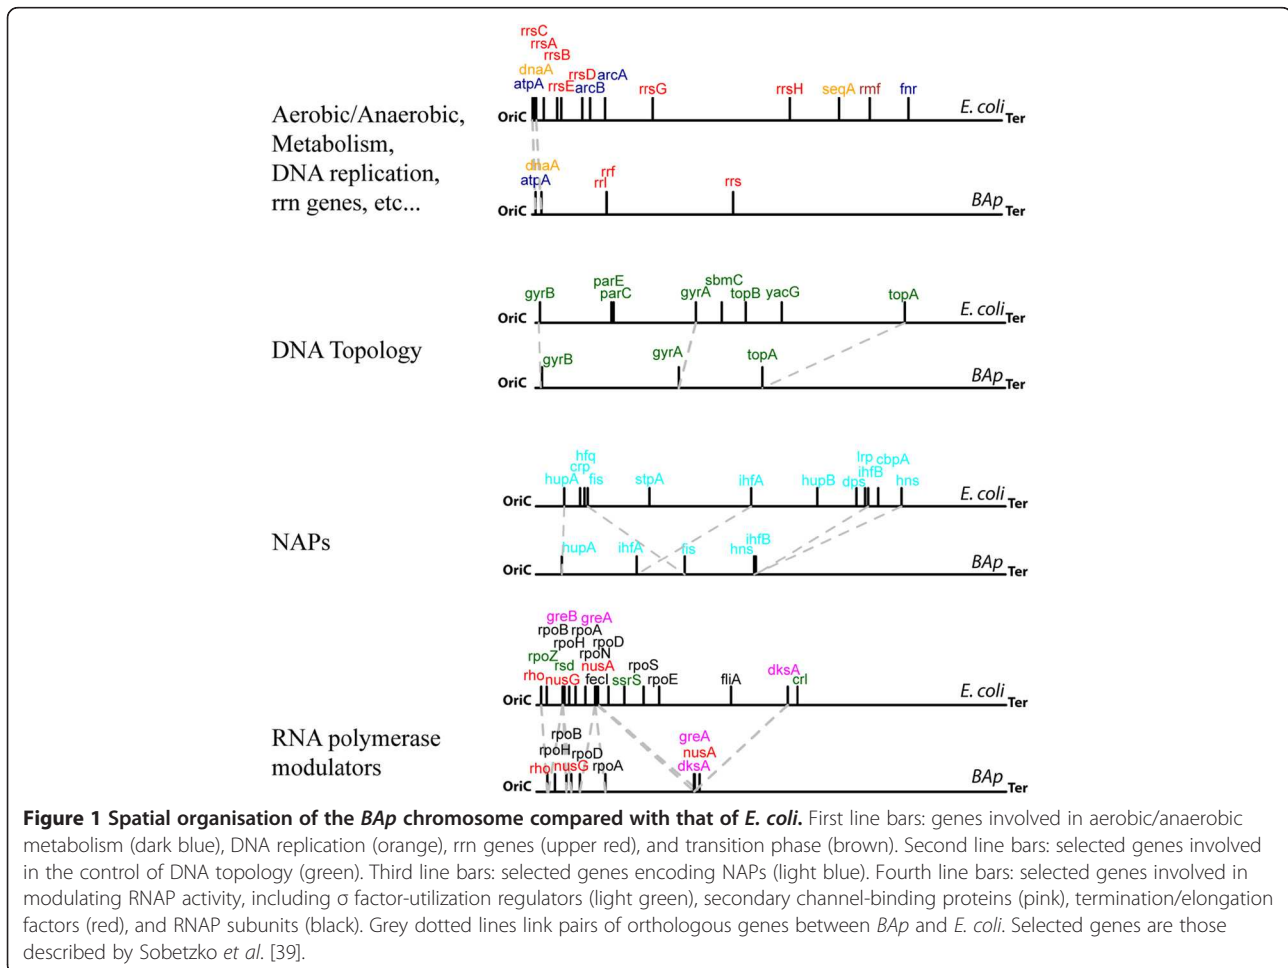 rrsC
rrsA
rrsB
dnaA
rrsD arcA
atpA rrsE arcB rrsG rrsH seqA rmf fnr
Aerobic/Anaerobic,
Metabolism,
DNA replication,
rrn genes, etc...
OriC E. coli Ter
dnaA
rrf
atpA rrl rrs
OriC BAp Ter
parE sbmC
gyrB parC gyrA topB yacG topA
OriC E. coli Ter
DNA Topology
gyrB gyrA topA
OriC BAp Ter
hfq lrp cbpA
crp ihfB
hupA fis stpA ihfA hupB dps hns
OriC E. coli Ter
NAPs
ihfB
hupA ihfA fis hns
OriC BAp Ter
greB greA
rpoB rpoA
rpoH rpoD
rpoZ rpoN
rsd nusA rpoS dksA
rho nusG fecI ssrS rpoE fliA crl
OriC E. coli Ter
RNA polymerase
modulators
rpoB greA
rpoH rpoD nusA
rho nusG rpoA dksA
OriC BAp Ter
Figure 1 Spatial organisation of the BAp chromosome compared with that of E. coli. First line bars: genes involved in aerobic/anaerobic
metabolism (dark blue), DNA replication (orange), rrn genes (upper red), and transition phase (brown). Second line bars: selected genes involved
in the control of DNA topology (green). Third line bars: selected genes encoding NAPs (light blue). Fourth line bars: selected genes involved in
modulating RNAP activity, including σ factor-utilization regulators (light green), secondary channel-binding proteins (pink), termination/elongation
factors (red), and RNAP subunits (black). Grey dotted lines link pairs of orthologous genes between BAp and E. coli. Selected genes are those
described by Sobetzko et al. [39].